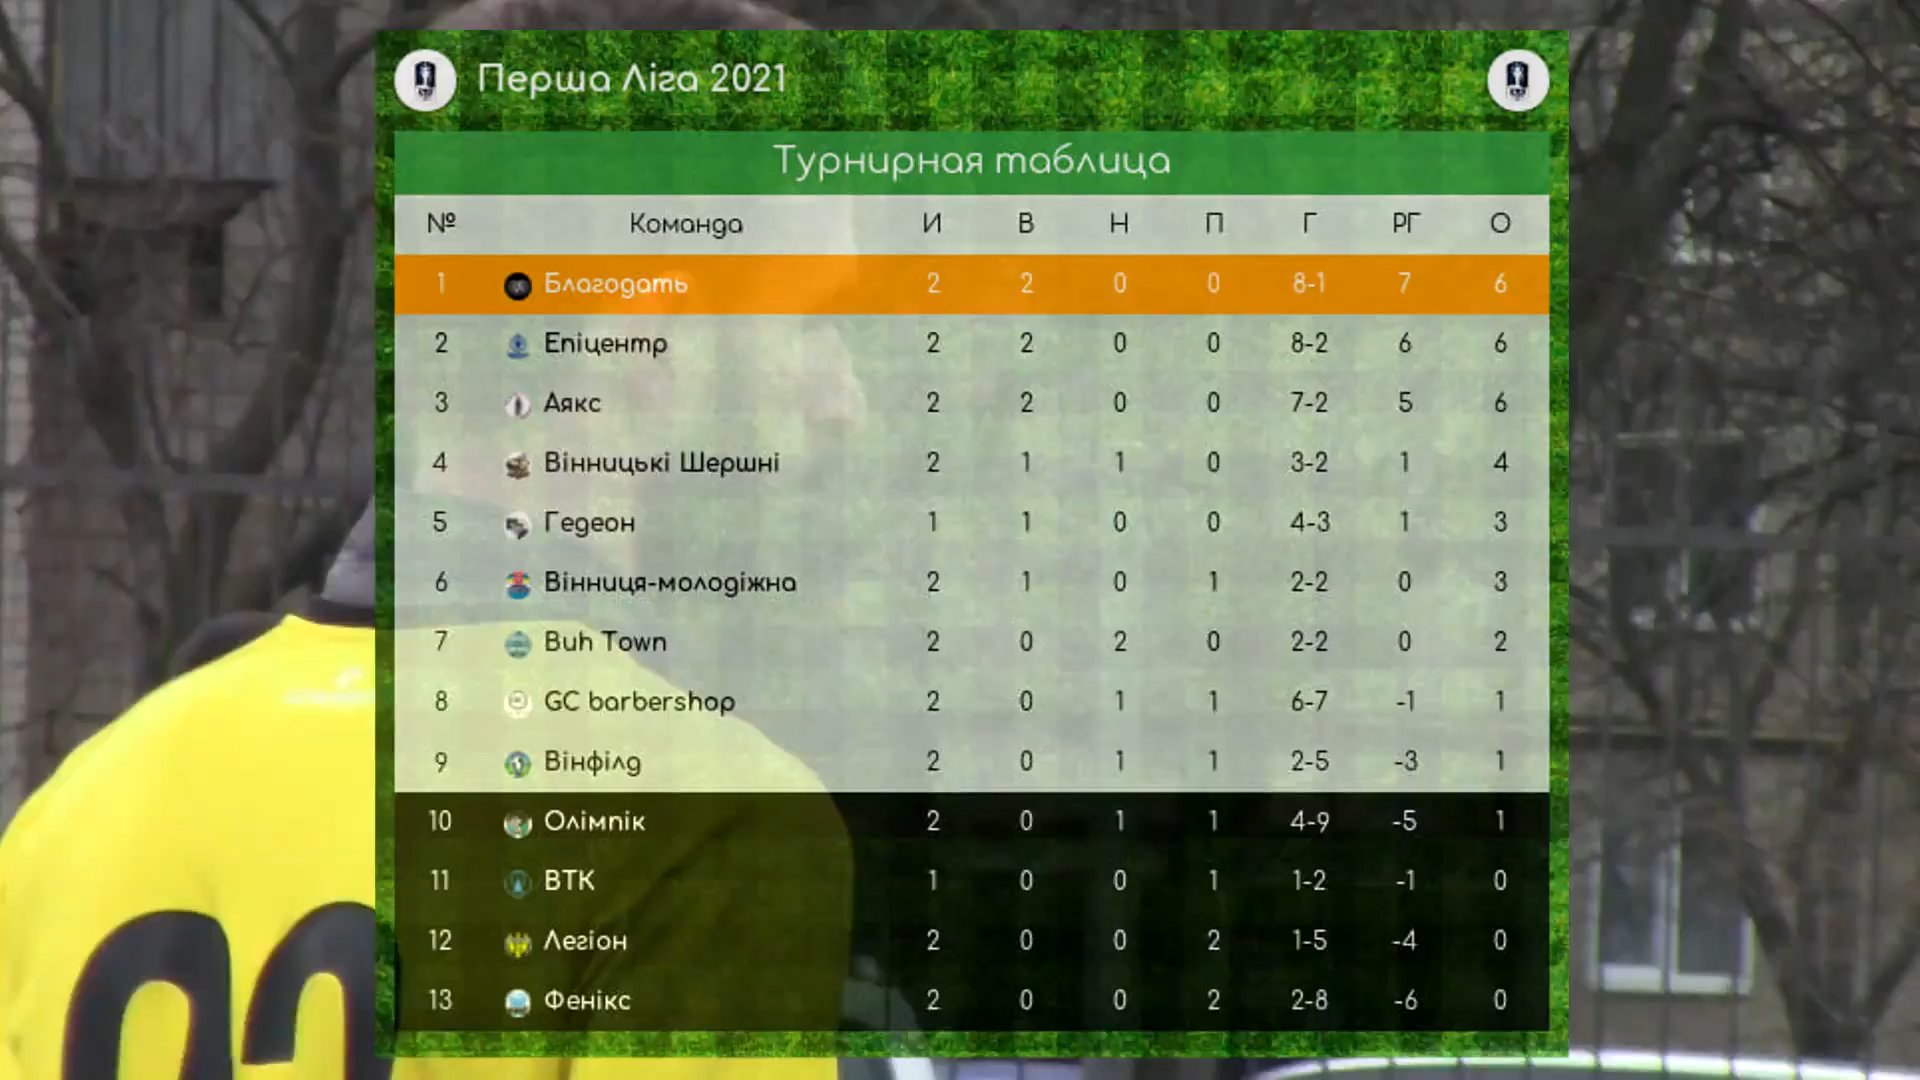 Перша Ліга 2021
Турнирная таблица
№ Команда И В Н П Г РГ О
1 Благодать 2 2 0 0 8-1 7 6
2 Епіцентр 2 2 0 0 8-2 6 6
3 Аякс 2 2 0 0 7-2 5 6
4 Вінницькі Шершні 2 1 1 0 3-2 1 4
5 Гедеон 1 1 0 0 4-3 1 3
6 Вінниця-молодіжна 2 1 0 1 2-2 0 3
7 Buh Town 2 0 2 0 2-2 0 2
8 GC barbershop 2 0 1 1 6-7 -1 1
9 Вінфілд 2 0 1 1 2-5 -3 1
10 Олімпік 2 0 1 1 4-9 -5 1
11 ВТК 1 0 0 1 1-2 -1 0
12 Легіон 2 0 0 2 1-5 -4 0
13 Фенікс 2 0 0 2 2-8 -6 0